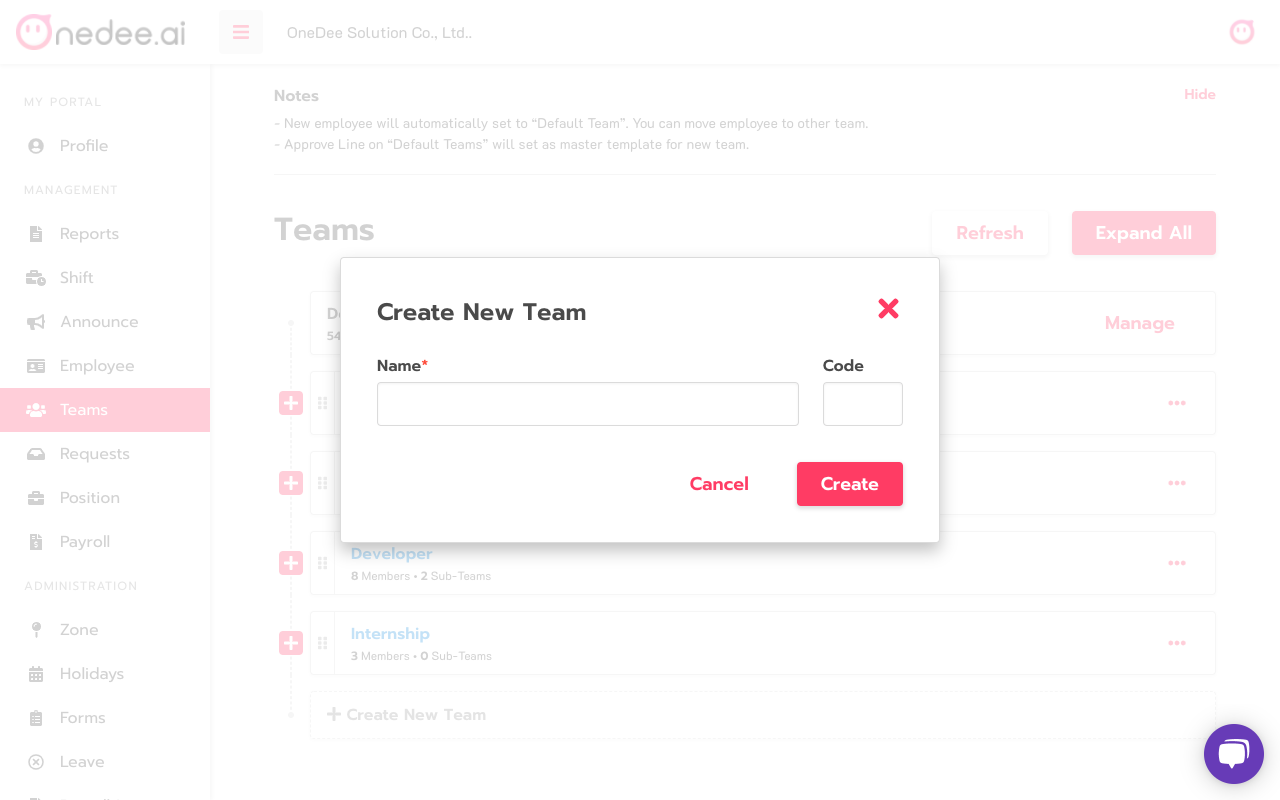 nedee.ai
OneDee Solution Co., Ltd..
MY PORTAL
Profile
MANAGEMENT
Reports
Shift
Announce
Employee
Teams
Requests
Position
Payroll
ADMINISTRATION
Zone
Holidays
Forms
Leave
Notes
Hide
- New employee will automatically set to “Default Team”. You can move employee to other team.
- Approve Line on “Default Teams” will set as master template for new team.
Teams
Refresh
Expand All
54
Manage
Create New Team
Name*
Code
Cancel
Create
Developer
8 Members • 2 Sub-Teams
Internship
3 Members • 0 Sub-Teams
Create New Team